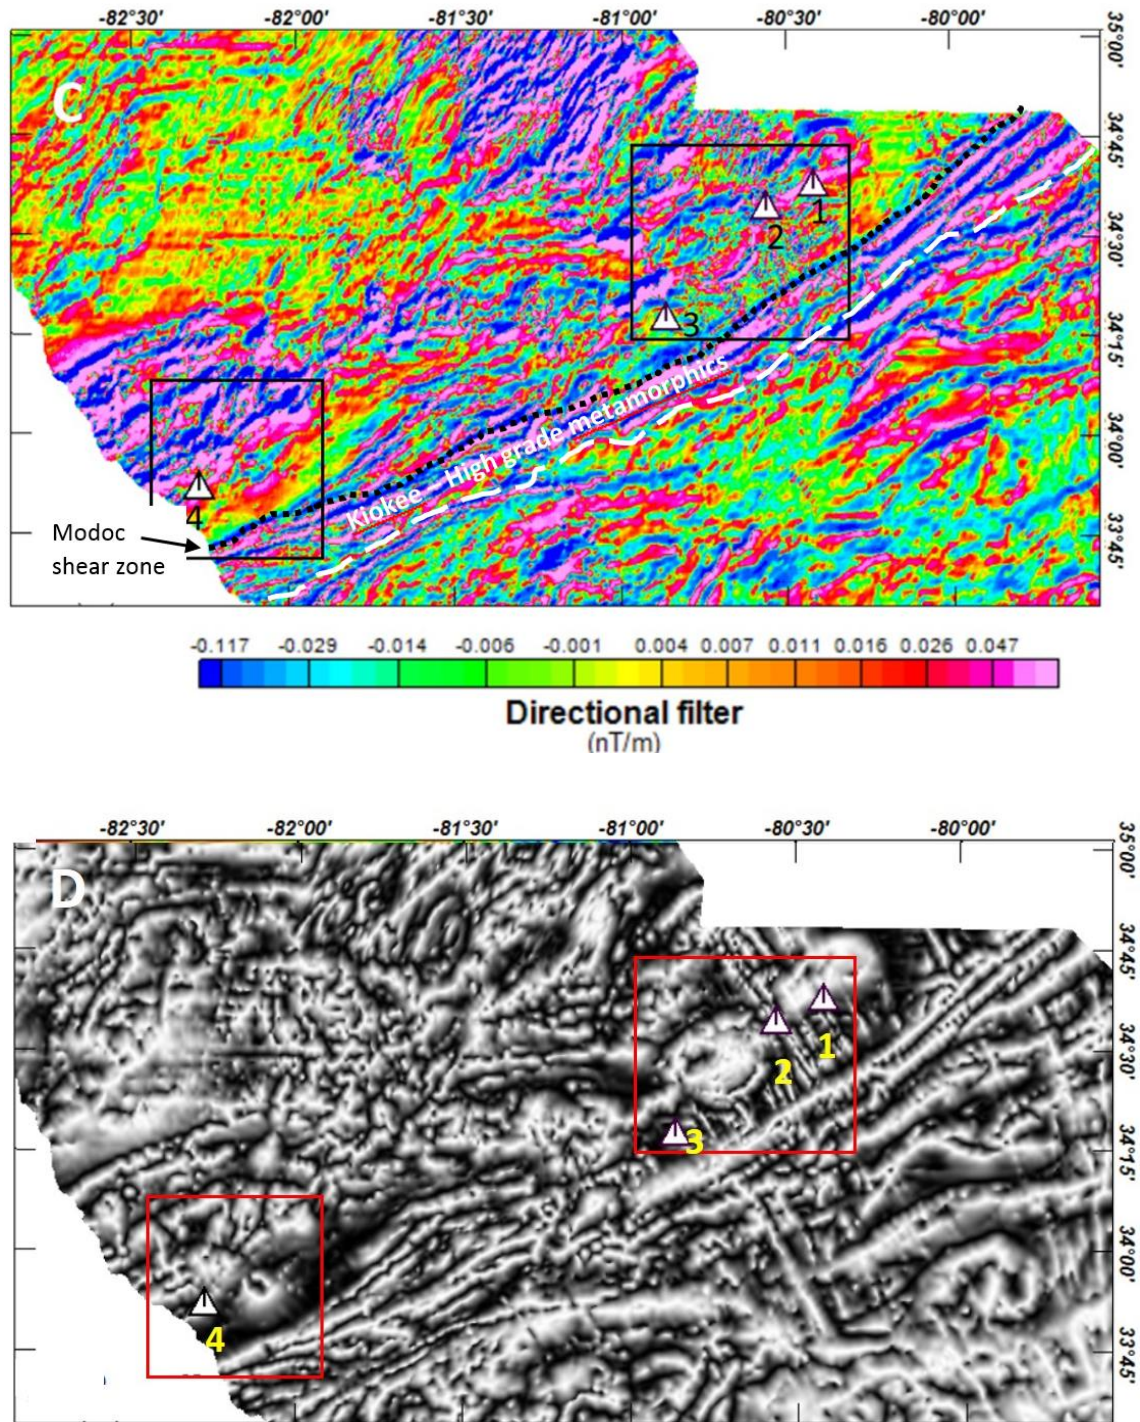 -82°30' -82°00' -81°30' -81°00' -80°30' -80°00'
35°00'
C
34°45'
1
2
34°30'
3
34°15'
High grade metamorphics
34°00'
Kiokee
4
Modoc
shear zone
33°45'
-0.117 -0.029 -0.014 -0.006 -0.001 0.004 0.007 0.011 0.016 0.026 0.047
Directional filter
(nT/m)
-82°30' -82°00' -81°30' -81°00' -80°30' -80°00'
35°00'
D
34°45'
1
34°30'
2
3
34°15'
34°00'
4
33°45'